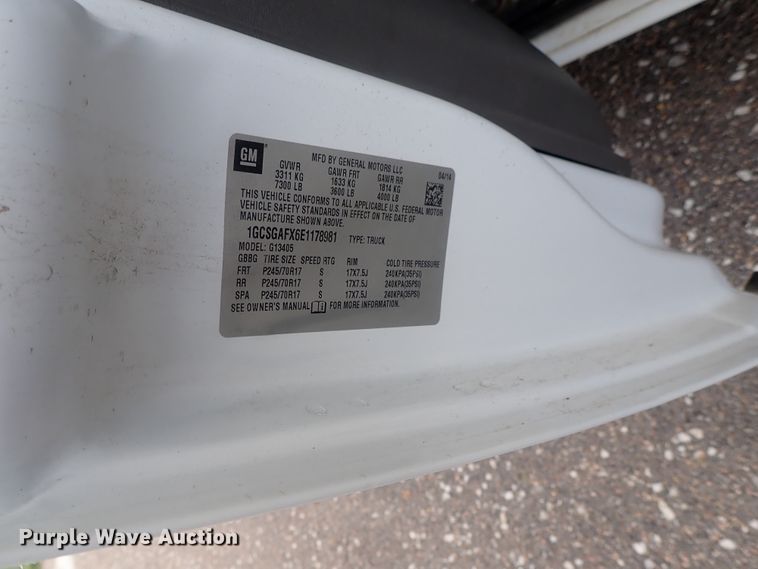 GM
MFD BY GENERAL MOTORS LLC 04/14
GVWR GAWR FRT GAWR RR
3311 KG 1633 KG 1814 KG
7300 LB 3600 LB 4000 LB
THIS VEHICLE CONFORMS TO ALL APPLICABLE U.S. FEDERAL MOTOR
VEHICLE SAFETY STANDARDS IN EFFECT ON THE DATE OF
MANUFACTURE SHOWN ABOVE.
1GCSGAFX6E1178981 TYPE: TRUCK
MODEL: G13405
GBBG TIRE SIZE SPEED RTG RIM COLD TIRE PRESSURE
FRT P245/70R17 S 17X7.5J 240KPA(35PSI)
RR P245/70R17 S 17X7.5J 240KPA(35PSI)
SPA P245/70R17 S 17X7.5J 240KPA(35PSI)
SEE OWNER'S MANUAL FOR MORE INFORMATION.
Purple Wave Auction